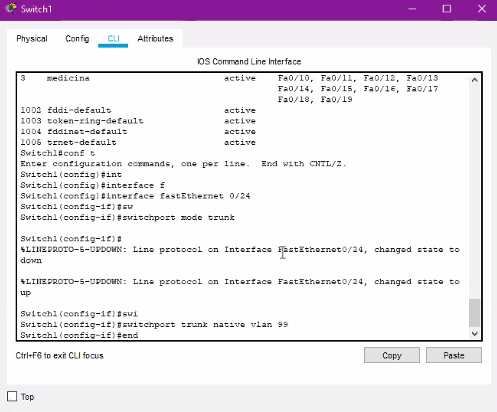 Switch1
Physical Config CLI Attributes
IOS Command Line Interface
3 medicina active Fa0/10, Fa0/11, Fa0/12, Fa0/13
Fa0/14, Fa0/15, Fa0/16, Fa0/17
Fa0/18, Fa0/19
1002 fddi-default active
1003 token-ring-default active
1004 fddinet-default active
1005 trnet-default active
Switch1#conf t
Enter configuration commands, one per line. End with CNTL/Z.
Switch1(config)#int
Switch1(config)#interface f
Switch1(config)#interface fastEthernet 0/24
Switch1(config-if)#sw
Switch1(config-if)#switchport mode trunk
Switch1(config-if)#
%LINEPROTO-5-UPDOWN: Line protocol on Interface FastEthernet0/24, changed state to
down
%LINEPROTO-5-UPDOWN: Line protocol on Interface FastEthernet0/24, changed state to
up
Switch1(config-if)#swi
Switch1(config-if)#switchport trunk native vlan 99
Switch1(config-if)#end
Ctrl+F6 to exit CLI focus
Copy Paste
Top